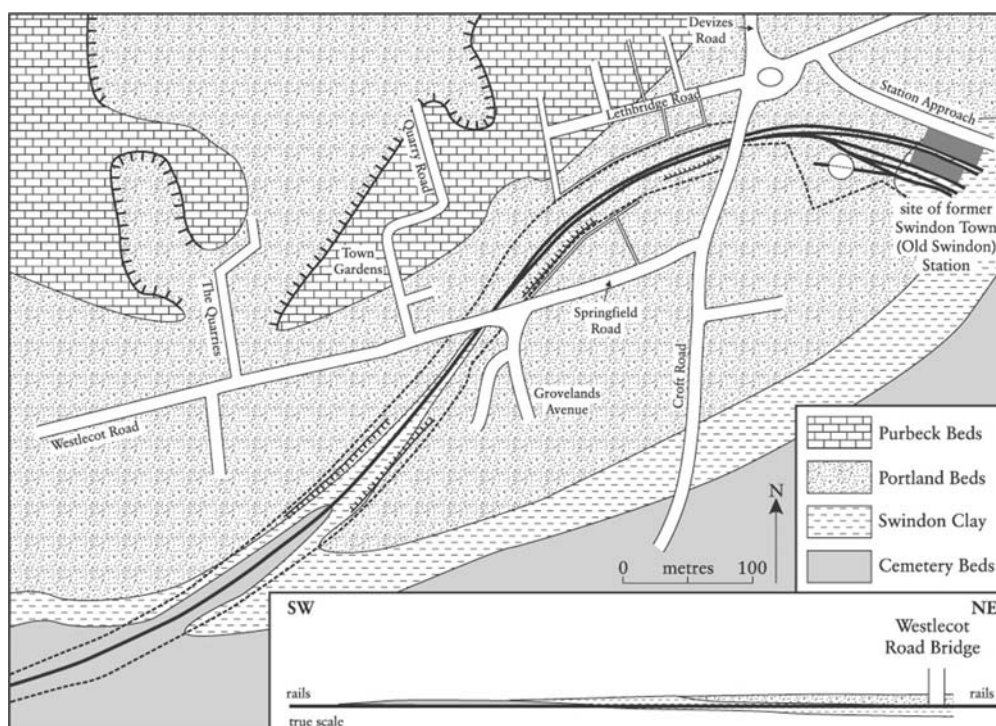 Devizes
Road
Station Approach
Lethbridge Road
Quarry Road
site of former
Swindon Town
(Old Swindon)
Station
Town
Gardens
The Quarries
Springfield
Road
Croft Road
Grovelands
Avenue
Westlecot Road
Purbeck Beds
Portland Beds
Swindon Clay
Cemetery Beds
N
0 metres 100
SW
NE
Westlecot
Road Bridge
rails
rails
true scale